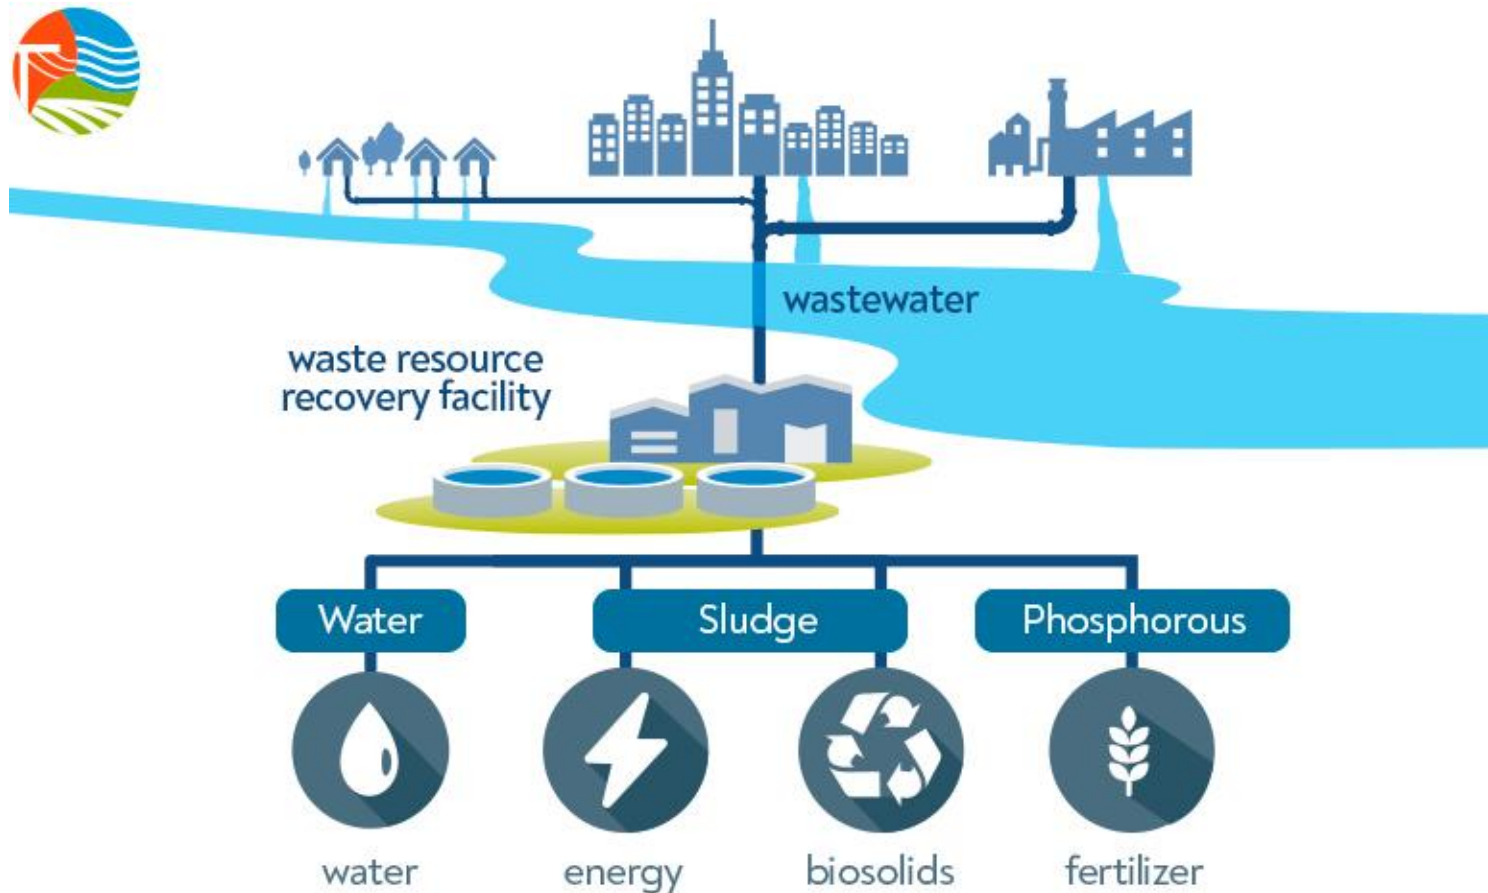 wastewater
waste resource
recovery facility
Water
Sludge
Phosphorous
water
energy
biosolids
fertilizer